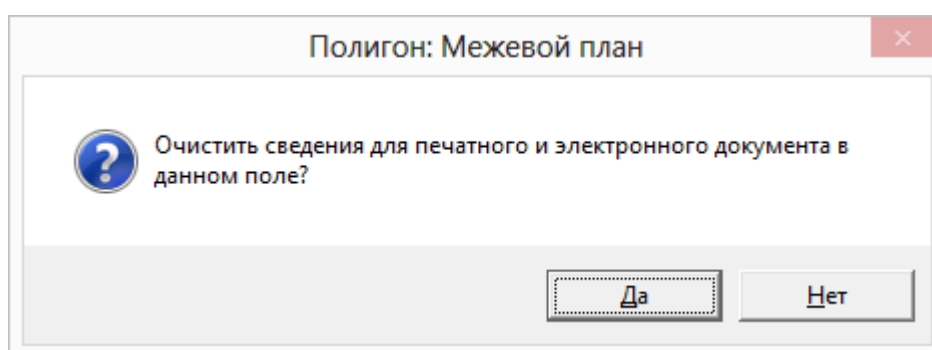 Полигон: Межевой план
Очистить сведения для печатного и электронного документа в
данном поле?
Да
Нет